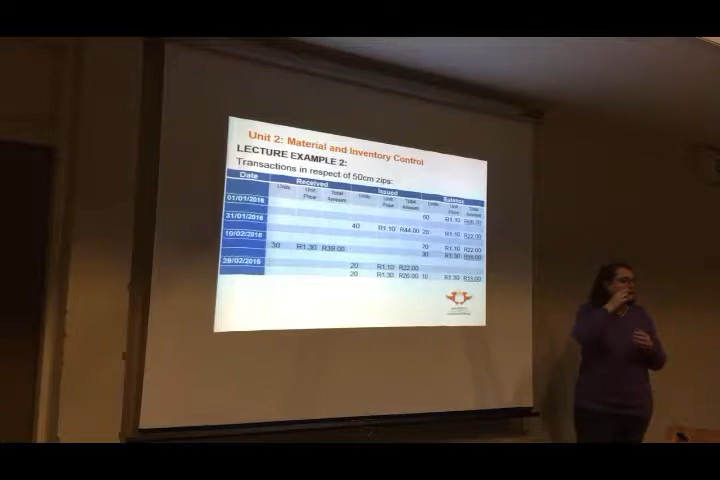 Unit 2: Material and Inventory Control
LECTURE EXAMPLE 2:
Transactions in respect of 50cm zips:
Date Received Issued Balance
Units Unit Price Total Amount Units Unit Price Total Amount Units Unit Price Total Amount
01/01/2016 60 R1.10
31/01/2016 40 R1.10 R44.00 20 R1.10 R22.00
10/02/2016 20 R1.10 R22.00
30 R1.30 R39.00 30 R1.30 R39.00
20 R1.10 R22.00
20 R1.30 R26.00 10 R1.30 R13.00